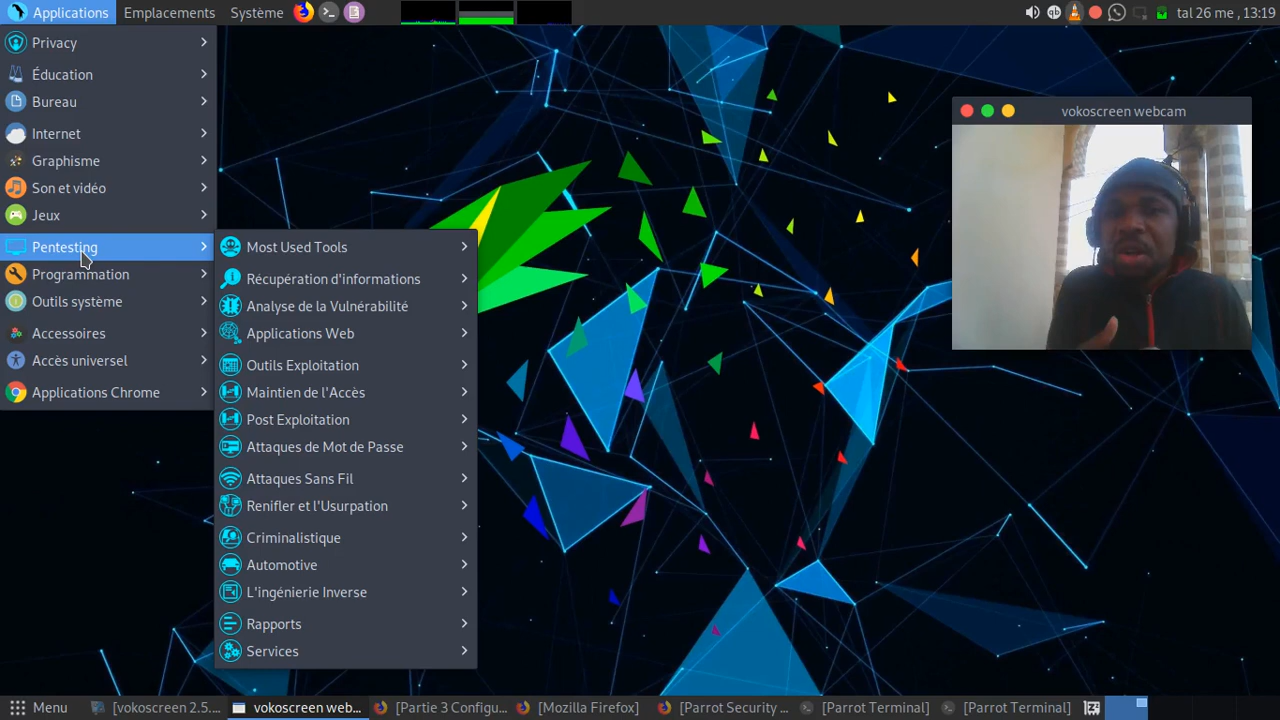 Applications Emplacements Système tal 26 me , 13:19
Privacy
Éducation
Bureau
Internet
Graphisme
Son et vidéo
Jeux
Pentesting
Programmation
Outils système
Accessoires
Accès universel
Applications Chrome
Most Used Tools
Récupération d'informations
Analyse de la Vulnérabilité
Applications Web
Outils Exploitation
Maintien de l'Accès
Post Exploitation
Attaques de Mot de Passe
Attaques Sans Fil
Renifler et l'Usurpation
Criminalistique
Automotive
L'ingénierie Inverse
Rapports
Services
vokoscreen webcam
Menu [vokoscreen 2.5.... vokoscreen web... [Partie 3 Configu... [Mozilla Firefox] [Parrot Security ... [Parrot Terminal] [Parrot Terminal]